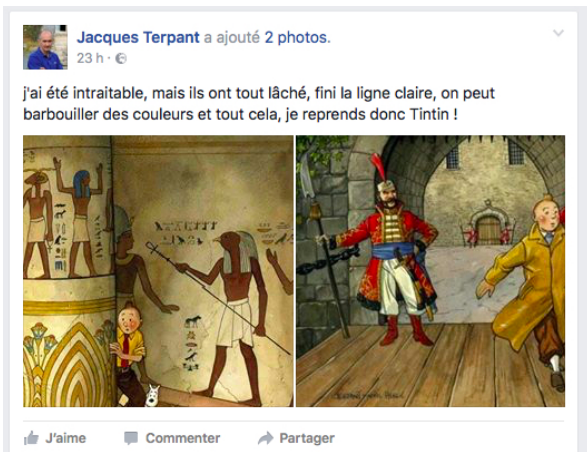 Jacques Terpant a ajouté 2 photos.
23 h ·
j'ai été intraitable, mais ils ont tout lâché, fini la ligne claire, on peut
barbouiller des couleurs et tout cela, je reprends donc Tintin !
J'aime Commenter Partager